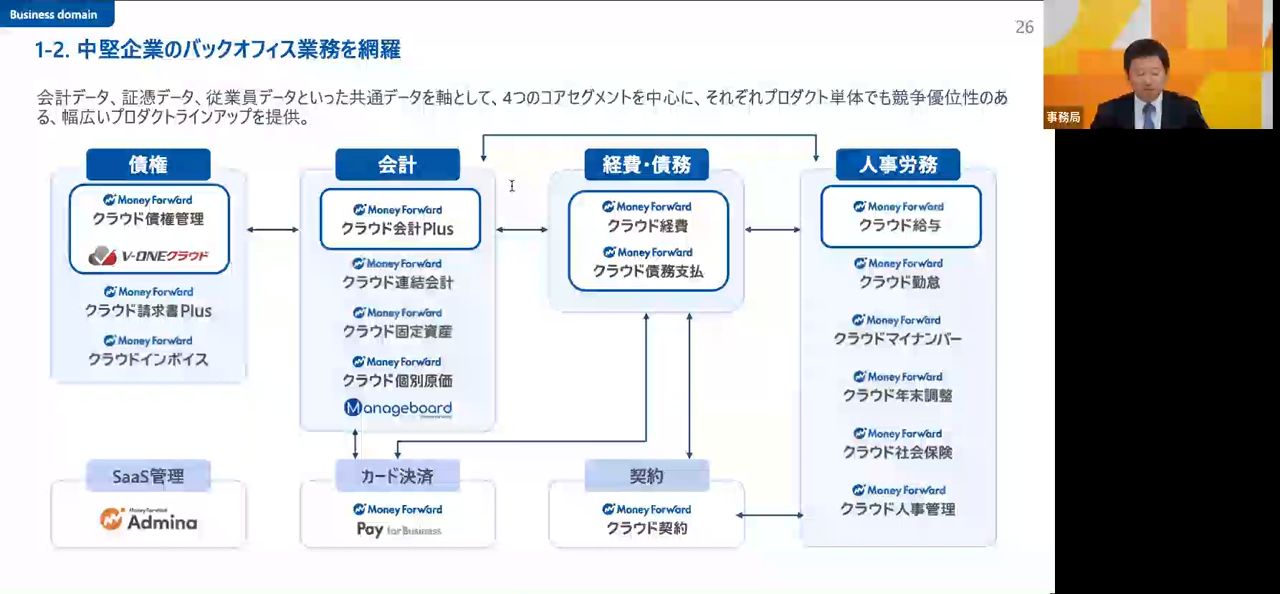 Business domain
26
1-2. 中堅企業のバックオフィス業務を網羅
会計データ、証憑データ、従業員データといった共通データを軸として、4つのコアセグメントを中心に、それぞれプロダクト単体でも競争優位性のあ
る、幅広いプロダクトラインアップを提供。
事務局
債権
Money Forward
クラウド債権管理
V-ONEクラウド
Money Forward
クラウド請求書Plus
Money Forward
クラウドインボイス
会計
Money Forward
クラウド会計Plus
Money Forward
クラウド連結会計
Money Forward
クラウド固定資産
Money Forward
クラウド個別原価
Manageboard
経費・債務
Money Forward
クラウド経費
Money Forward
クラウド債務支払
人事労務
Money Forward
クラウド給与
Money Forward
クラウド勤怠
Money Forward
クラウドマイナンバー
Money Forward
クラウド年末調整
Money Forward
クラウド社会保険
Money Forward
クラウド人事管理
SaaS管理
Money Forward
Admina
カード決済
Money Forward
Pay for Business
契約
Money Forward
クラウド契約